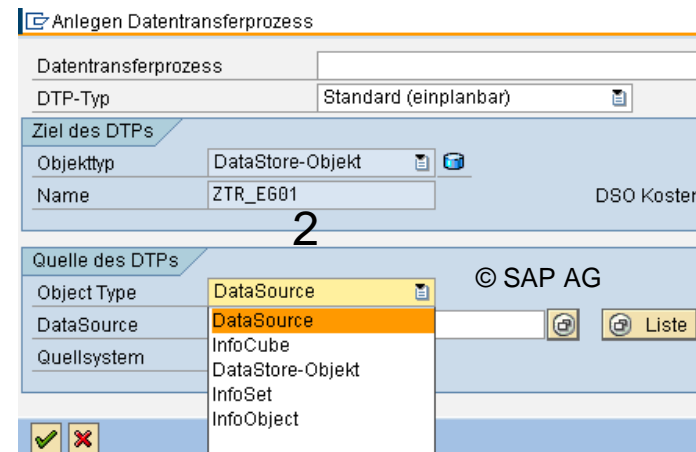 Anlegen Datentransferprozess
Datentransferprozess
DTP-Typ Standard (einplanbar)
Ziel des DTPs
Objekttyp DataStore-Objekt
Name ZTR_EG01 DSO Koster
2
Quelle des DTPs
© SAP AG
Object Type DataSource
DataSource DataSource Liste
InfoCube
Quellsystem DataStore-Objekt
InfoSet
InfoObject